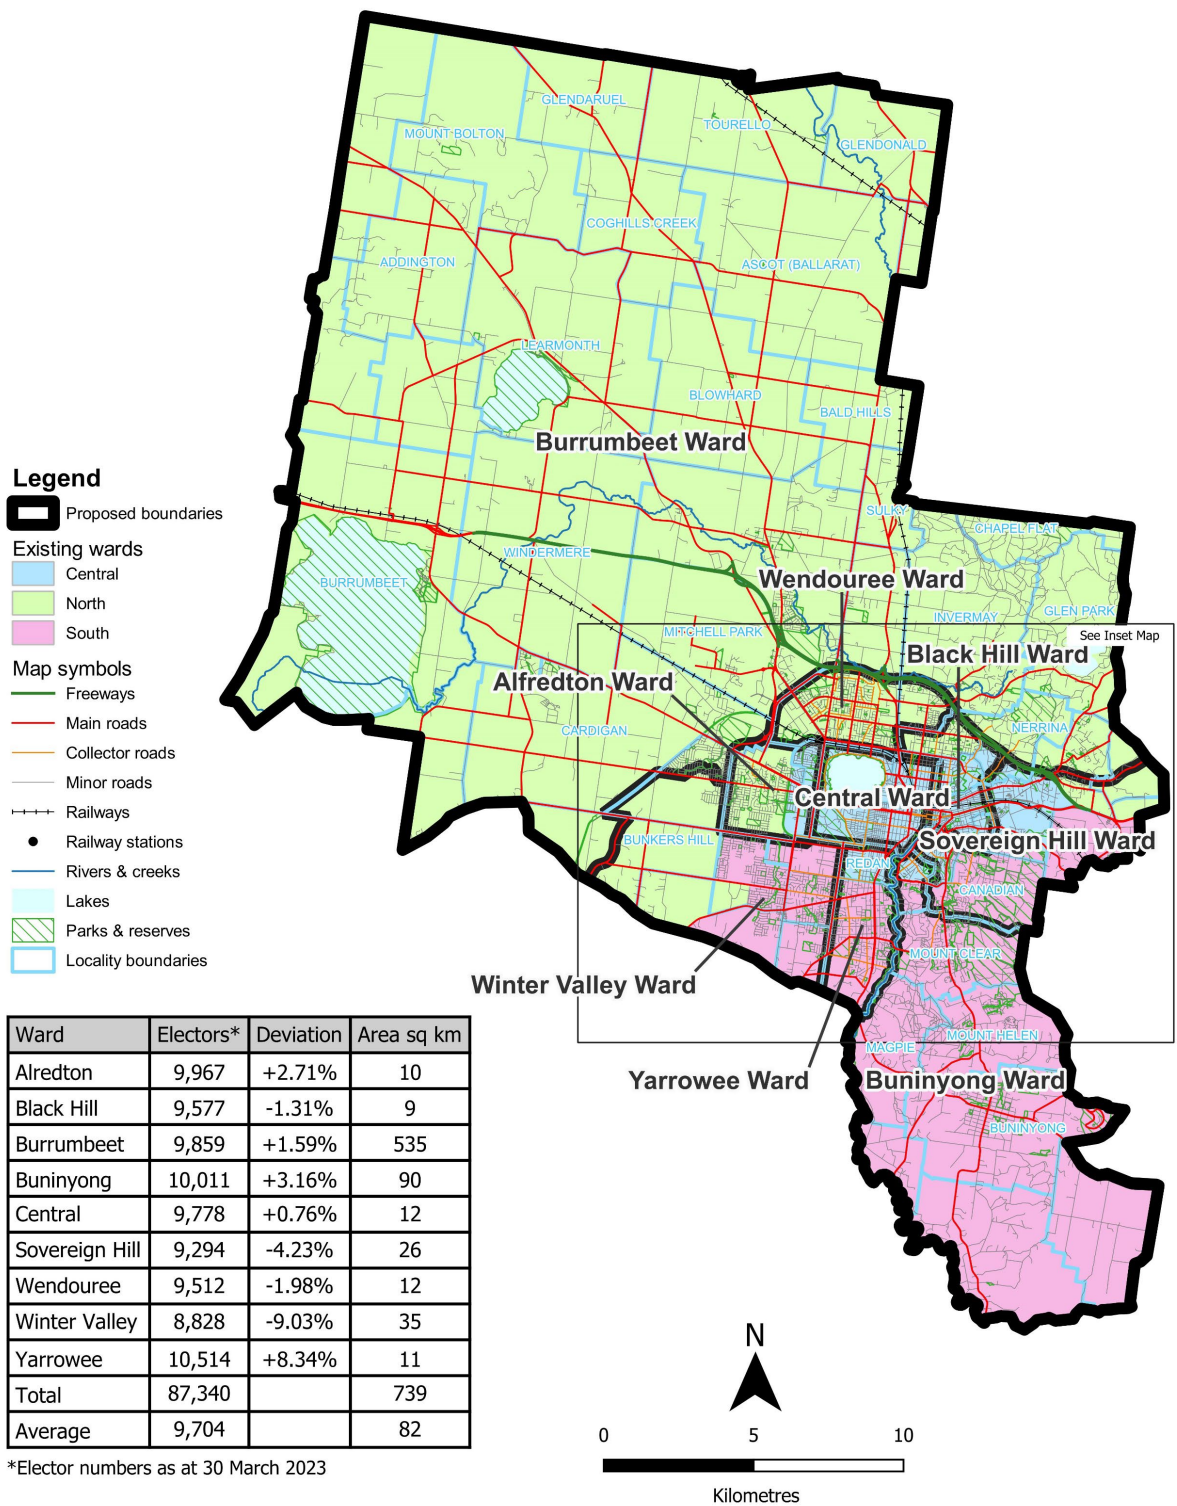 GLENDARUEL
TOURELLO
MOUNT BOLTON
GLENDONALD
COGHILLS CREEK
ADDINGTON
ASCOT (BALLARAT)
LEARMONTH
BLOWHARD
BALD HILLS
Burrumbeet Ward
SULKY
CHAPEL FLAT
WINDERMERE
BURRUMBEET
Wendouree Ward
INVERMAY
GLEN PARK
MITCHELL PARK
See Inset Map
Black Hill Ward
Alfredton Ward
CARDIGAN
NERRINA
Central Ward
BUNKERS HILL
Sovereign Hill Ward
REDAN
CANADIAN
MOUNT CLEAR
Winter Valley Ward
MOUNT HELEN
MAGPIE
Yarrowee Ward
Buninyong Ward
BUNINYONG
Legend
Proposed boundaries
Existing wards
Central
North
South
Map symbols
Freeways
Main roads
Collector roads
Minor roads
Railways
Railway stations
Rivers & creeks
Lakes
Parks & reserves
Locality boundaries
Ward Electors* Deviation Area sq km
Alredton 9,967 +2.71% 10
Black Hill 9,577 -1.31% 9
Burrumbeet 9,859 +1.59% 535
Buninyong 10,011 +3.16% 90
Central 9,778 +0.76% 12
Sovereign Hill 9,294 -4.23% 26
Wendouree 9,512 -1.98% 12
Winter Valley 8,828 -9.03% 35
Yarrowee 10,514 +8.34% 11
Total 87,340 739
Average 9,704 82
*Elector numbers as at 30 March 2023
N
0 5 10
Kilometres